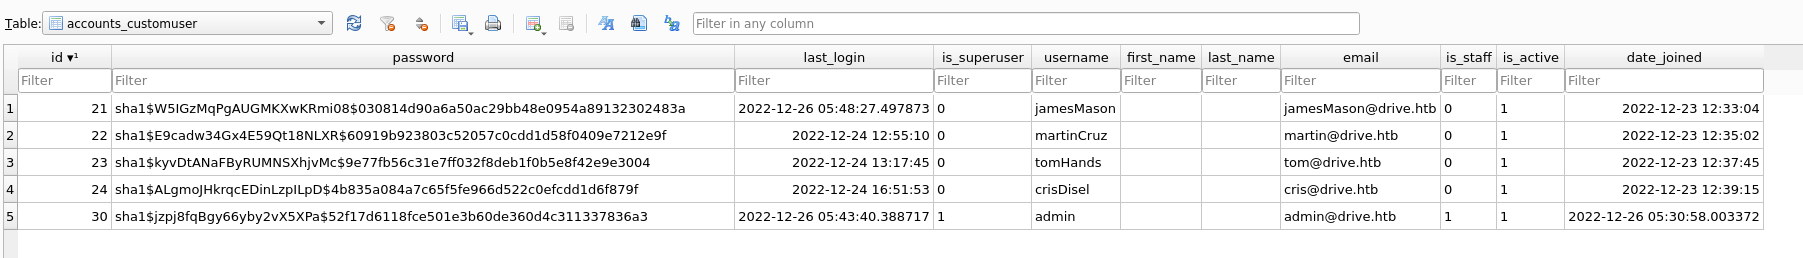 Table: accounts_customuser Filter in any column
id password last_login is_superuser username first_name last_name email is_staff is_active date_joined
Filter Filter Filter Filter Filter Filter Filter Filter Filter Filter Filter
1 21 sha1$W5IGzMqPgAUGMKXwKRmi08$030814d90a6a50ac29bb48e0954a89132302483a 2022-12-26 05:48:27.497873 0 jamesMason jamesMason@drive.htb 0 1 2022-12-23 12:33:04
2 22 sha1$E9cadw34Gx4E59Qt18NLXR$60919b923803c52057c0cdd1d58f0409e7212e9f 2022-12-24 12:55:10 0 martinCruz martin@drive.htb 0 1 2022-12-23 12:35:02
3 23 sha1$kyvDtANaFByRUMNSXhjvMc$9e77fb56c31e7ff032f8deb1f0b5e8f42e9e3004 2022-12-24 13:17:45 0 tomHands tom@drive.htb 0 1 2022-12-23 12:37:45
4 24 sha1$ALgmoJHkrqcEDinLzpILpD$4b835a084a7c65f5fe966d522c0efcdd1d6f879f 2022-12-24 16:51:53 0 crisDisel cris@drive.htb 0 1 2022-12-23 12:39:15
5 30 sha1$jzpj8fqBgy66yby2vX5XPa$52f17d6118fce501e3b60de360d4c311337836a3 2022-12-26 05:43:40.388717 1 admin admin@drive.htb 1 1 2022-12-26 05:30:58.003372